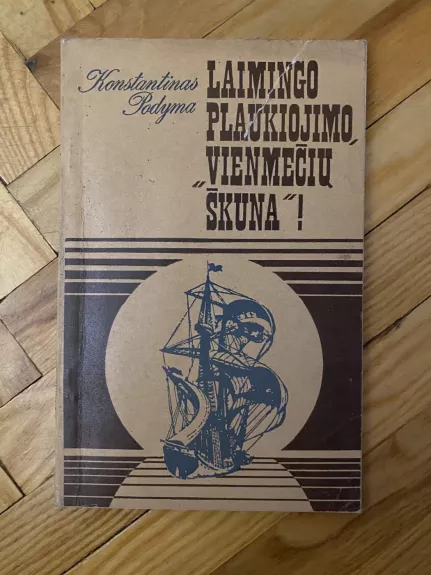 Konstantinas
Podyma
LAIMINGO
PLAUKIOJIMO,
VIENMEČIŲ
„ŠKUNA“!